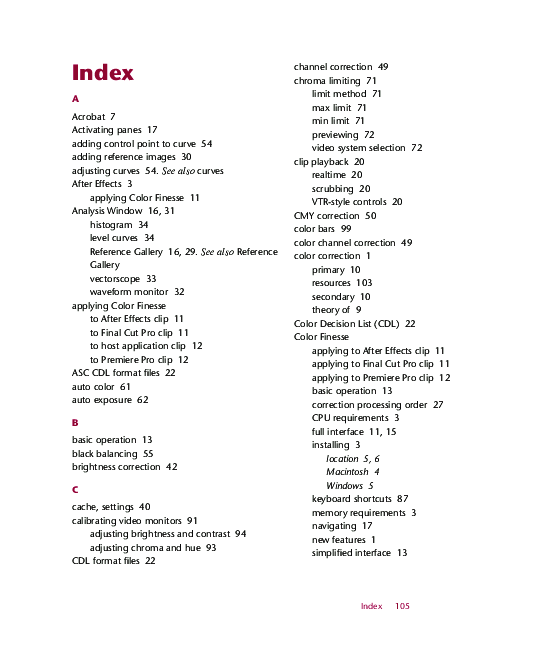 Index
A
Acrobat 7
Activating panes 17
adding control point to curve 54
adding reference images 30
adjusting curves 54. See also curves
After Effects 3
applying Color Finesse 11
Analysis Window 16, 31
histogram 34
level curves 34
Reference Gallery 16, 29. See also Reference
Gallery
vectorscope 33
waveform monitor 32
applying Color Finesse
to After Effects clip 11
to Final Cut Pro clip 11
to host application clip 12
to Premiere Pro clip 12
ASC CDL format files 22
auto color 61
auto exposure 62
B
basic operation 13
black balancing 55
brightness correction 42
C
cache, settings 40
calibrating video monitors 91
adjusting brightness and contrast 94
adjusting chroma and hue 93
CDL format files 22
channel correction 49
chroma limiting 71
limit method 71
max limit 71
min limit 71
previewing 72
video system selection 72
clip playback 20
realtime 20
scrubbing 20
VTR-style controls 20
CMY correction 50
color bars 99
color channel correction 49
color correction 1
primary 10
resources 103
secondary 10
theory of 9
Color Decision List (CDL) 22
Color Finesse
applying to After Effects clip 11
applying to Final Cut Pro clip 11
applying to Premiere Pro clip 12
basic operation 13
correction processing order 27
CPU requirements 3
full interface 11, 15
installing 3
location 5, 6
Macintosh 4
Windows 5
keyboard shortcuts 87
memory requirements 3
navigating 17
new features 1
simplified interface 13
Index 105